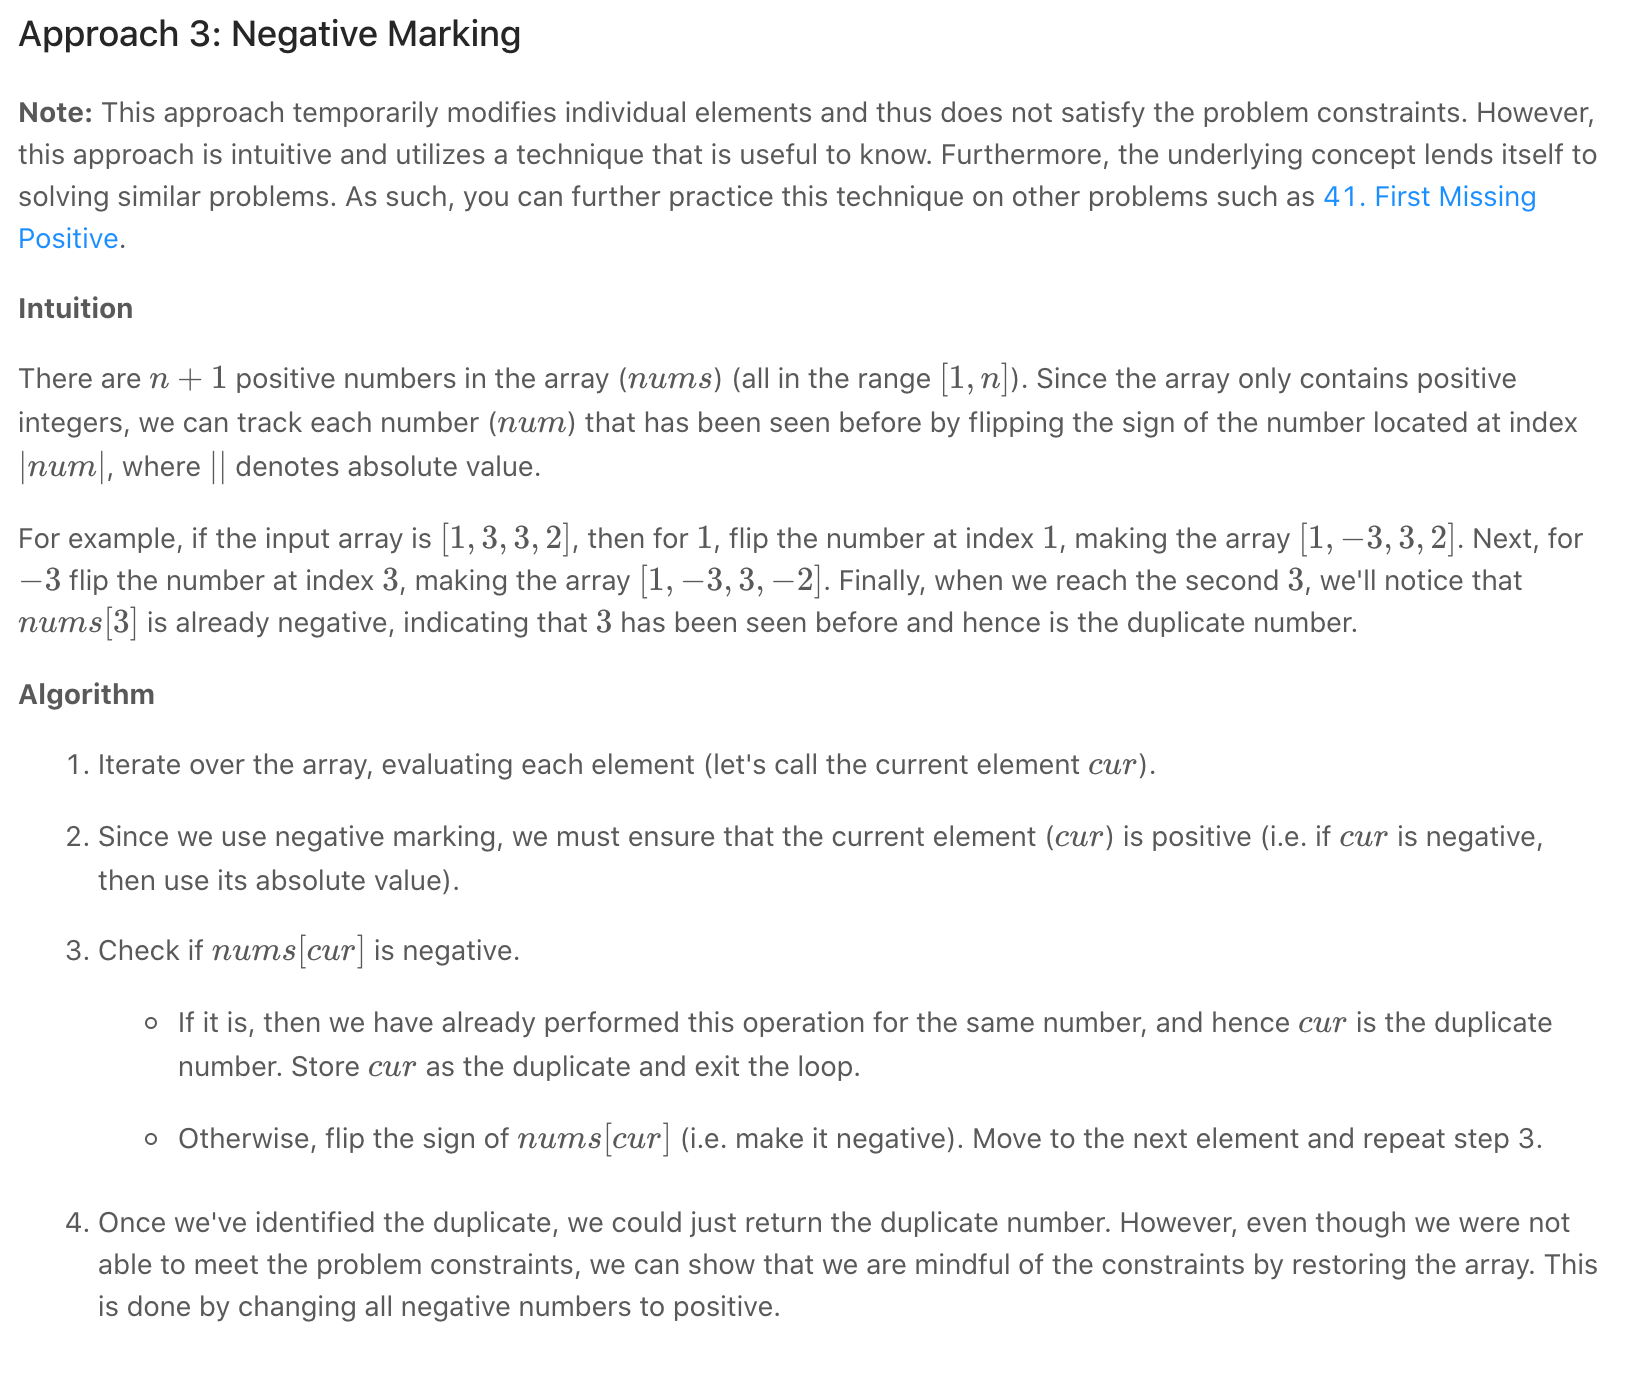 Approach 3: Negative Marking
Note: This approach temporarily modifies individual elements and thus does not satisfy the problem constraints. However,
this approach is intuitive and utilizes a technique that is useful to know. Furthermore, the underlying concept lends itself to
solving similar problems. As such, you can further practice this technique on other problems such as 41. First Missing
Positive.
Intuition
There are n + 1 positive numbers in the array (nums) (all in the range [1, n]). Since the array only contains positive
integers, we can track each number (num) that has been seen before by flipping the sign of the number located at index
|num|, where || denotes absolute value.
For example, if the input array is [1, 3, 3, 2], then for 1, flip the number at index 1, making the array [1, −3, 3, 2]. Next, for
−3 flip the number at index 3, making the array [1, −3, 3, −2]. Finally, when we reach the second 3, we'll notice that
nums[3] is already negative, indicating that 3 has been seen before and hence is the duplicate number.
Algorithm
1. Iterate over the array, evaluating each element (let's call the current element cur).
2. Since we use negative marking, we must ensure that the current element (cur) is positive (i.e. if cur is negative,
then use its absolute value).
3. Check if nums[cur] is negative.
◦ If it is, then we have already performed this operation for the same number, and hence cur is the duplicate
number. Store cur as the duplicate and exit the loop.
◦ Otherwise, flip the sign of nums[cur] (i.e. make it negative). Move to the next element and repeat step 3.
4. Once we've identified the duplicate, we could just return the duplicate number. However, even though we were not
able to meet the problem constraints, we can show that we are mindful of the constraints by restoring the array. This
is done by changing all negative numbers to positive.